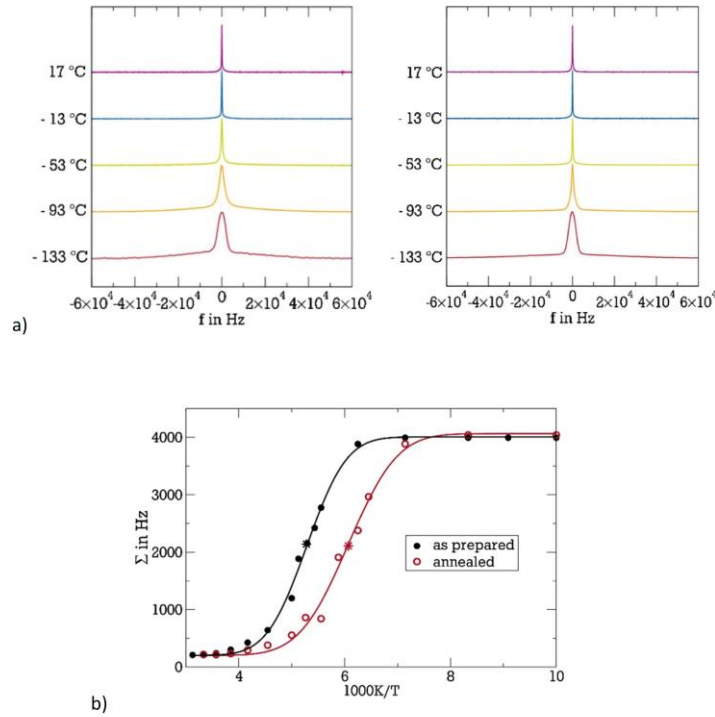 17 °C
- 13 °C
- 53 °C
- 93 °C
- 133 °C
-6×10⁴-4×10⁴-2×10⁴ 0 2×10⁴ 4×10⁴ 6×10⁴
f in Hz
17 °C
- 13 °C
- 53 °C
- 93 °C
- 133 °C
-6×10⁴-4×10⁴-2×10⁴ 0 2×10⁴ 4×10⁴ 6×10⁴
f in Hz
a)
4000
3000
2000
1000
0
Σ in Hz
as prepared
annealed
4 6 8 10
1000K/T
b)